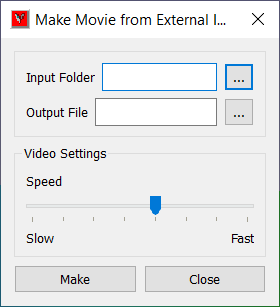 Make Movie from External I...
Input Folder
...
Output File
...
Video Settings
Speed
Slow
Fast
Make
Close